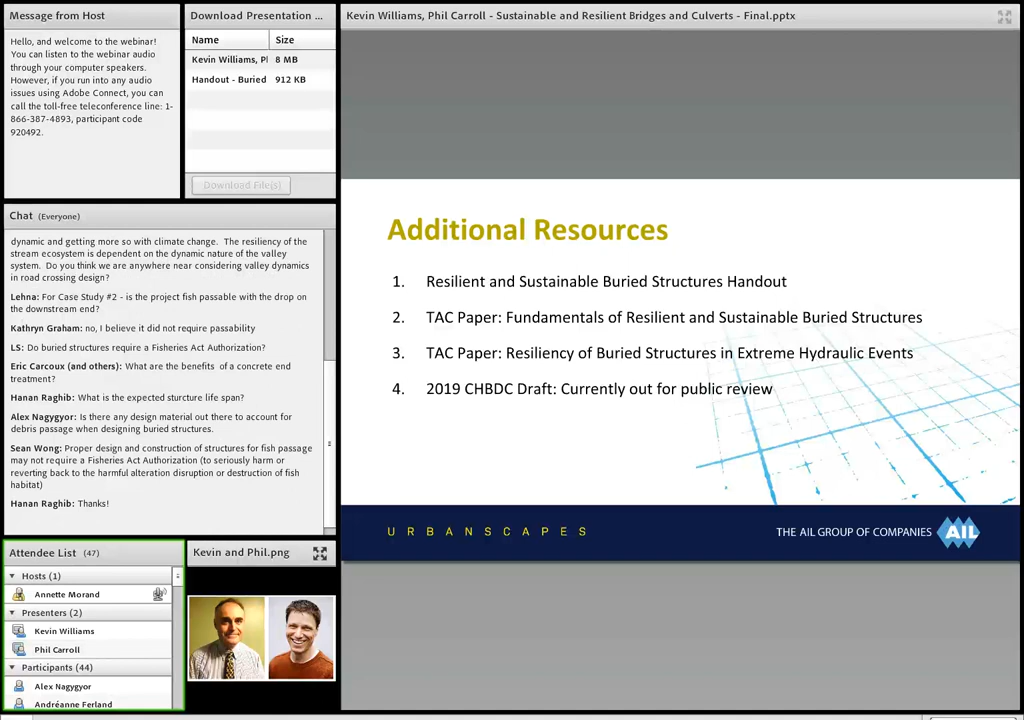 Message from Host
Hello, and welcome to the webinar!
You can listen to the webinar audio
through your computer speakers.
However, if you run into any audio
issues using Adobe Connect, you can
call the toll-free teleconference line: 1-
866-387-4893, participant code
920492.
Download Presentation ...
Name Size
Kevin Williams, Pl 8 MB
Handout - Buried 912 KB
Download File(s)
Chat (Everyone)
dynamic and getting more so with climate change. The resiliency of the
stream ecosystem is dependent on the dynamic nature of the valley
system. Do you think we are anywhere near considering valley dynamics
in road crossing design?
Lehna: For Case Study #2 - is the project fish passable with the drop on
the downstream end?
Kathryn Graham: no, I believe it did not require passability
LS: Do buried structures require a Fisheries Act Authorization?
Eric Carcoux (and others): What are the benefits of a concrete end
treatment?
Hanan Raghib: What is the expected sturcture life span?
Alex Nagygyor: Is there any design material out there to account for
debris passage when designing buried structures.
Sean Wong: Proper design and construction of structures for fish passage
may not require a Fisheries Act Authorization (to seriously harm or
reverting back to the harmful alteration disruption or destruction of fish
habitat)
Hanan Raghib: Thanks!
Attendee List (47)
Hosts (1)
Annette Morand
Presenters (2)
Kevin Williams
Phil Carroll
Participants (44)
Alex Nagygyor
Andréanne Ferland
Kevin and Phil.png
Kevin Williams, Phil Carroll - Sustainable and Resilient Bridges and Culverts - Final.pptx
Additional Resources
1. Resilient and Sustainable Buried Structures Handout
2. TAC Paper: Fundamentals of Resilient and Sustainable Buried Structures
3. TAC Paper: Resiliency of Buried Structures in Extreme Hydraulic Events
4. 2019 CHBDC Draft: Currently out for public review
URBANSCAPES
THE AIL GROUP OF COMPANIES AIL